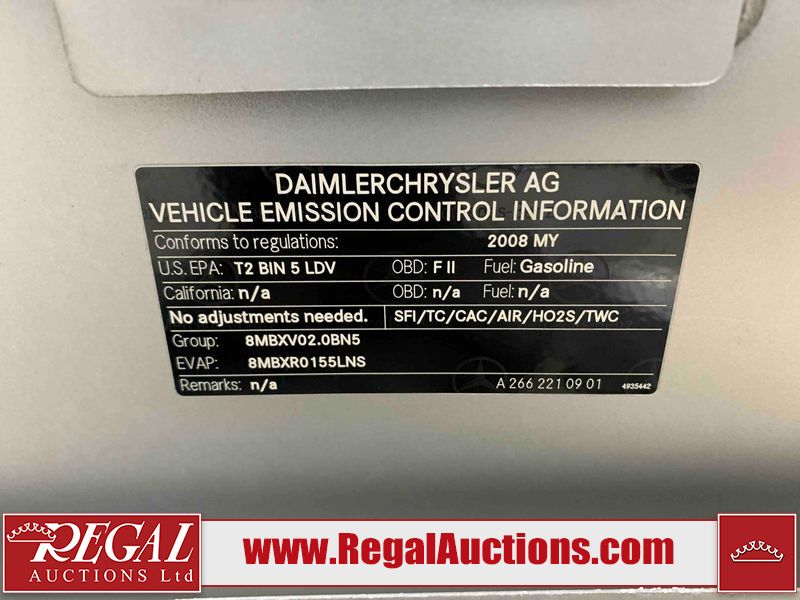 DAIMLERCHRYSLER AG
VEHICLE EMISSION CONTROL INFORMATION
Conforms to regulations: 2008 MY
U.S. EPA: T2 BIN 5 LDV OBD: F II Fuel: Gasoline
California: n/a OBD: n/a Fuel: n/a
No adjustments needed. SFI/TC/CAC/AIR/HO2S/TWC
Group: 8MBXV02.0BN5
EVAP: 8MBXR0155LNS
Remarks: n/a A 266 221 09 01 4935442
REGAL
AUCTIONS Ltd
www.RegalAuctions.com